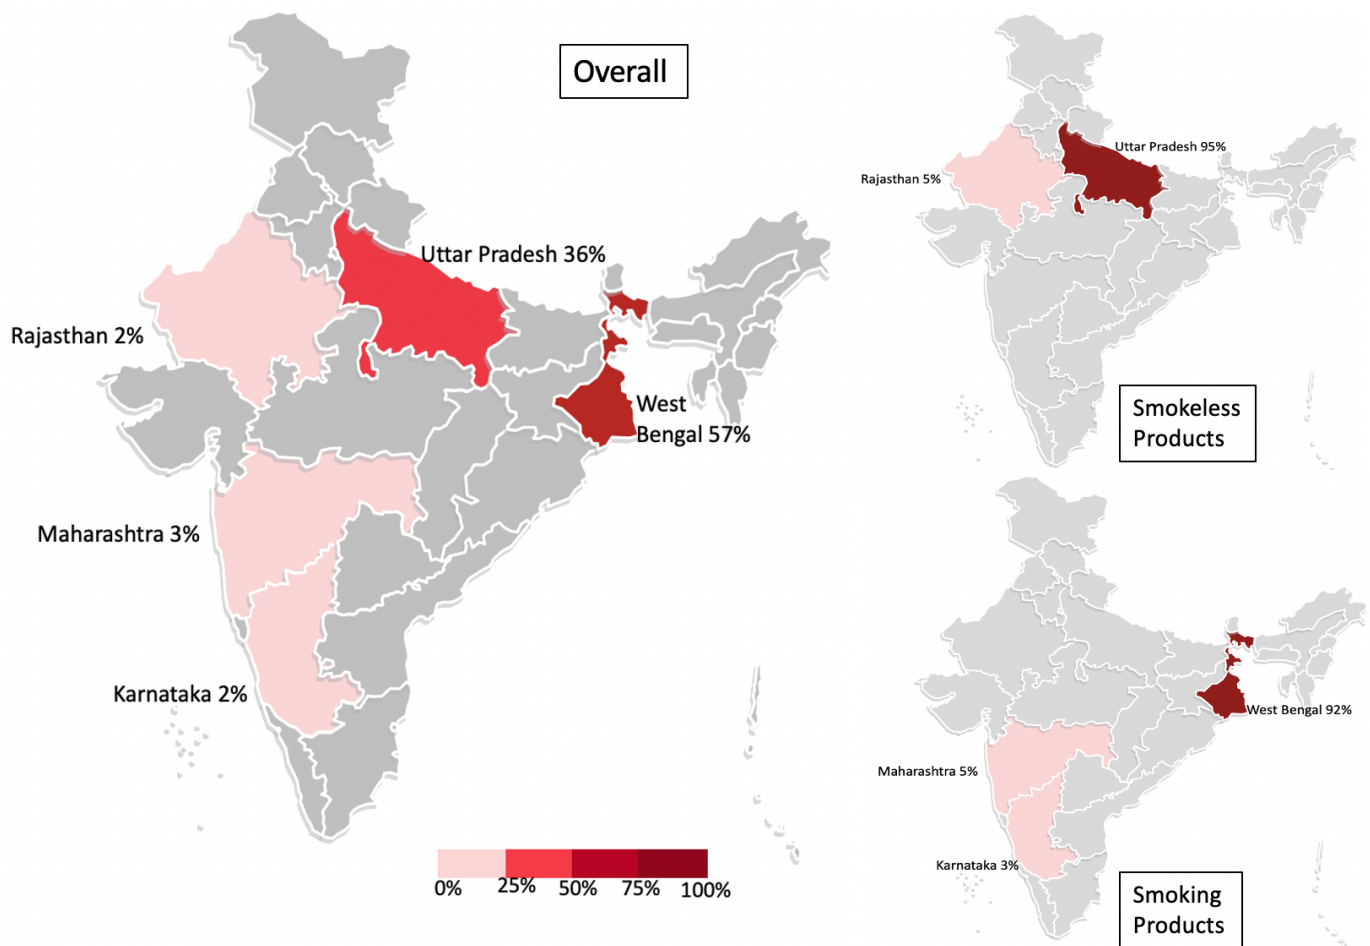 Overall
Uttar Pradesh 36%
Rajasthan 2%
West
Bengal 57%
Maharashtra 3%
Karnataka 2%
0%
25%
50%
75%
100%
Uttar Pradesh 95%
Rajasthan 5%
Smokeless
Products
West Bengal 92%
Maharashtra 5%
Karnataka 3%
Smoking
Products